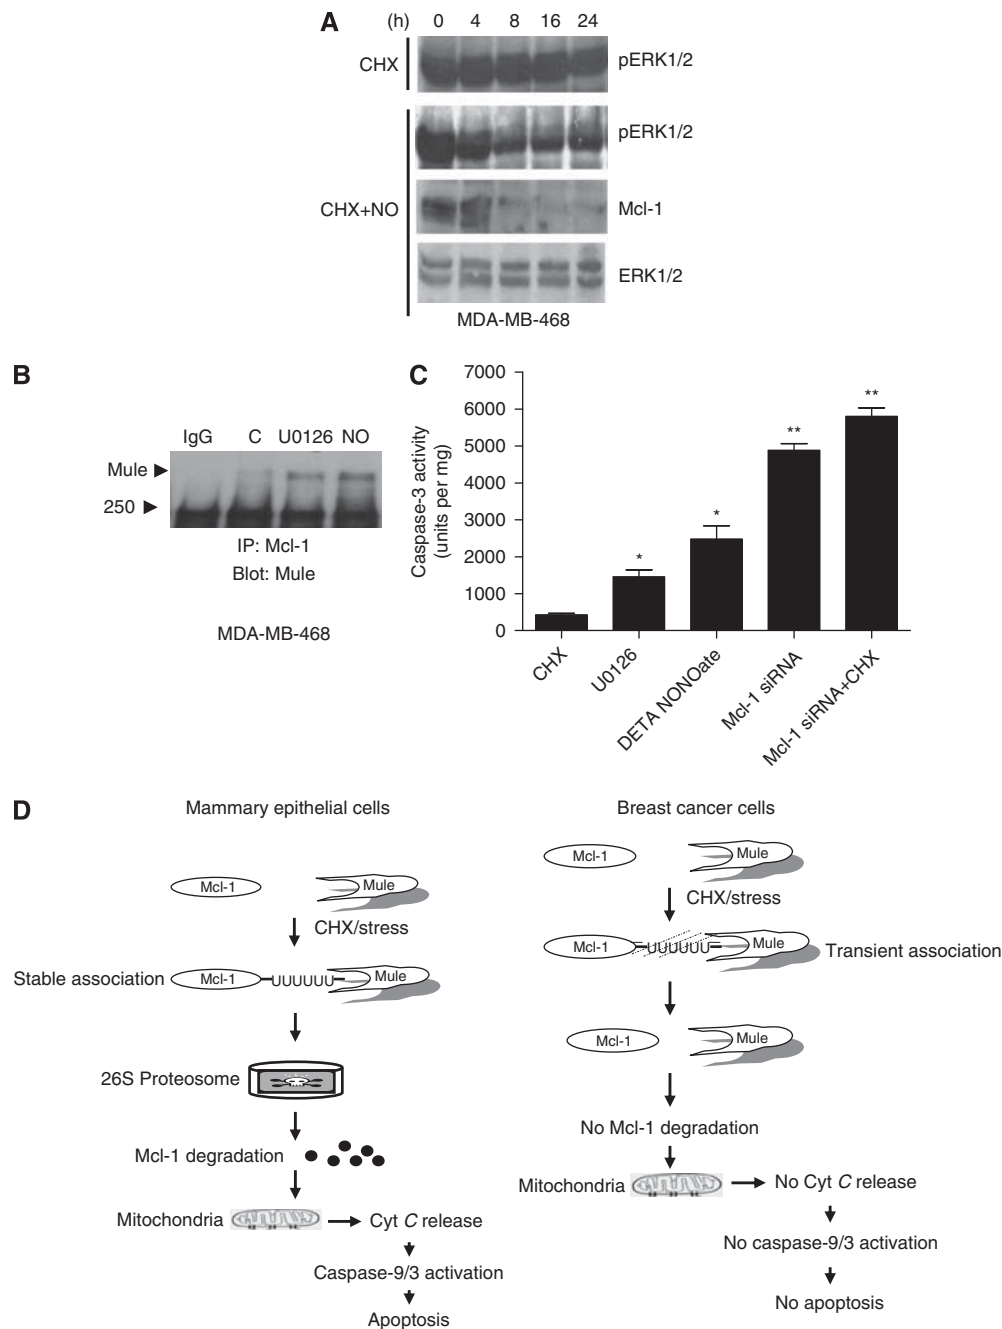 A
(h) 0 4 8 16 24
CHX
pERK1/2
pERK1/2
CHX+NO
Mcl-1
ERK1/2
MDA-MB-468
B
IgG C U0126 NO
Mule
250
IP: Mcl-1
Blot: Mule
MDA-MB-468
C
Caspase-3 activity
(units per mg)
7000
6000
5000
4000
3000
2000
1000
0
*
*
**
**
CHX
U0126
DETA NONOate
Mcl-1 siRNA
Mcl-1 siRNA+CHX
D
Mammary epithelial cells
Mcl-1
Mule
CHX/stress
Stable association
Mcl-1
UUUUUU
Mule
26S Proteosome
Mcl-1 degradation
Mitochondria
Cyt C release
Caspase-9/3 activation
Apoptosis
Breast cancer cells
Mcl-1
Mule
CHX/stress
Mcl-1
UUUUUU
Mule
Transient association
Mcl-1
Mule
No Mcl-1 degradation
Mitochondria
No Cyt C release
No caspase-9/3 activation
No apoptosis